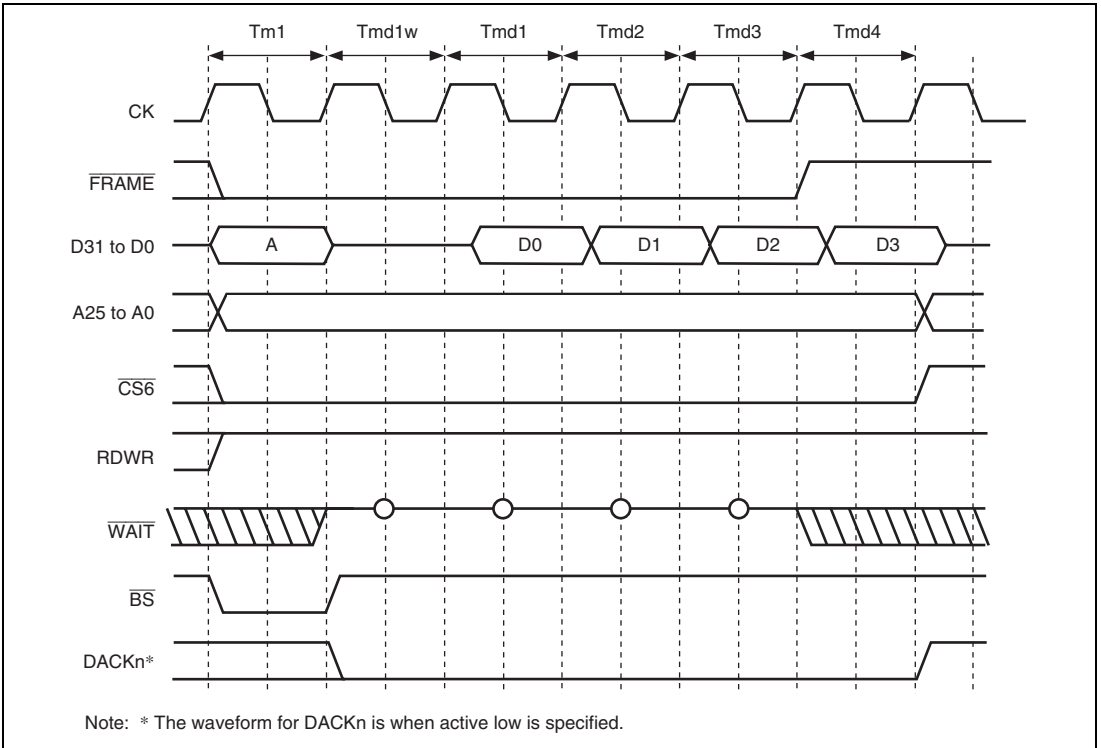 Tm1 Tmd1w Tmd1 Tmd2 Tmd3 Tmd4
CK
FRAME
D31 to D0 A D0 D1 D2 D3
A25 to A0
CS6
RDWR
WAIT
BS
DACKn*
Note: * The waveform for DACKn is when active low is specified.